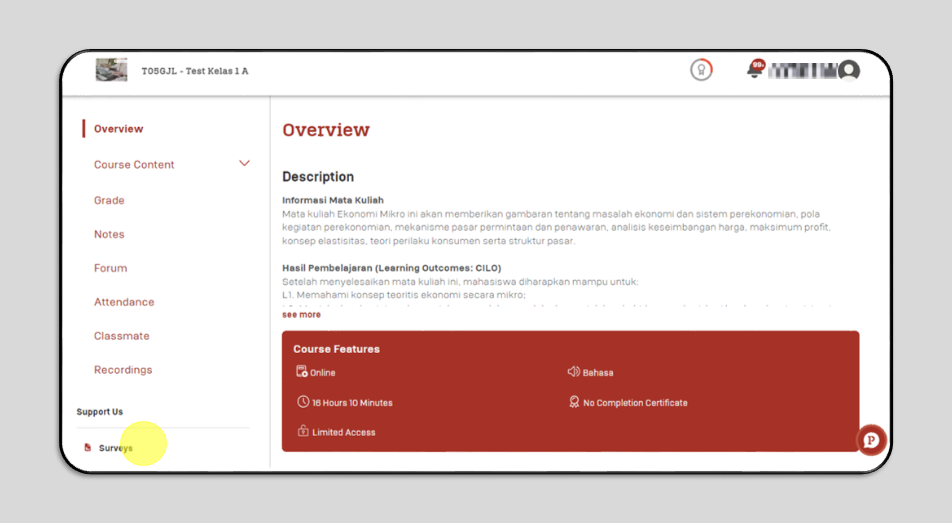 T05GJL - Test Kelas 1 A
99+
Overview
Course Content
Grade
Notes
Forum
Attendance
Classmate
Recordings
Support Us
Surveys
Overview
Description
Informasi Mata Kuliah
Mata kuliah Ekonomi Mikro ini akan memberikan gambaran tentang masalah ekonomi dan sistem perekonomian, pola
kegiatan perekonomian, mekanisme pasar permintaan dan penawaran, analisis keseimbangan harga, maksimum profit,
konsep elastisitas, teori perilaku konsumen serta struktur pasar.
Hasil Pembelajaran (Learning Outcomes: CILO)
Setelah menyelesaikan mata kuliah ini, mahasiswa diharapkan mampu untuk:
L1. Memahami konsep teoritis ekonomi secara mikro;
see more
Course Features
Online
Bahasa
16 Hours 10 Minutes
No Completion Certificate
Limited Access
P